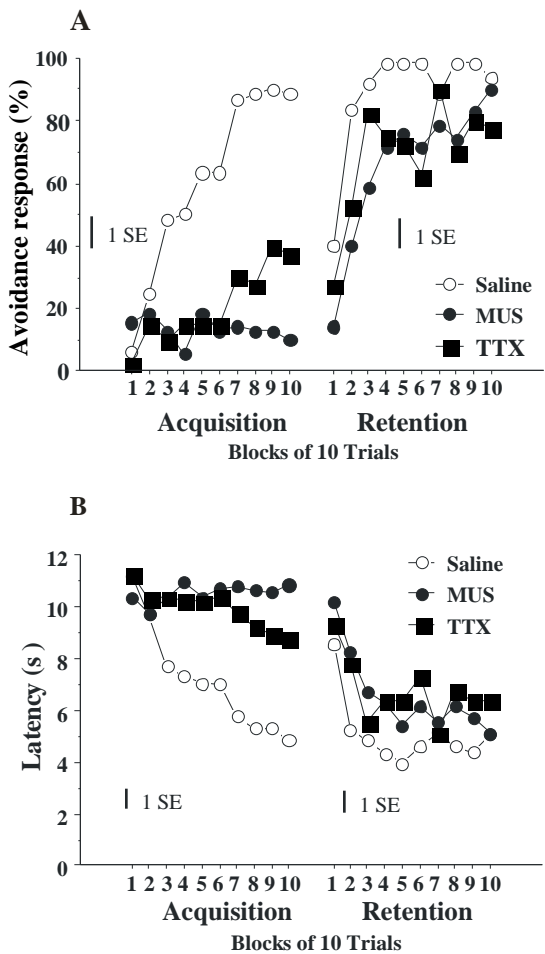 A
Avoidance response (%)
100
80
60
40
20
0
1 SE
1 SE
Saline
MUS
TTX
1 2 3 4 5 6 7 8 9 10
1 2 3 4 5 6 7 8 9 10
Acquisition
Retention
Blocks of 10 Trials
B
Latency (s)
12
10
8
6
4
2
0
Saline
MUS
TTX
1 SE
1 SE
1 2 3 4 5 6 7 8 9 10
1 2 3 4 5 6 7 8 9 10
Acquisition
Retention
Blocks of 10 Trials